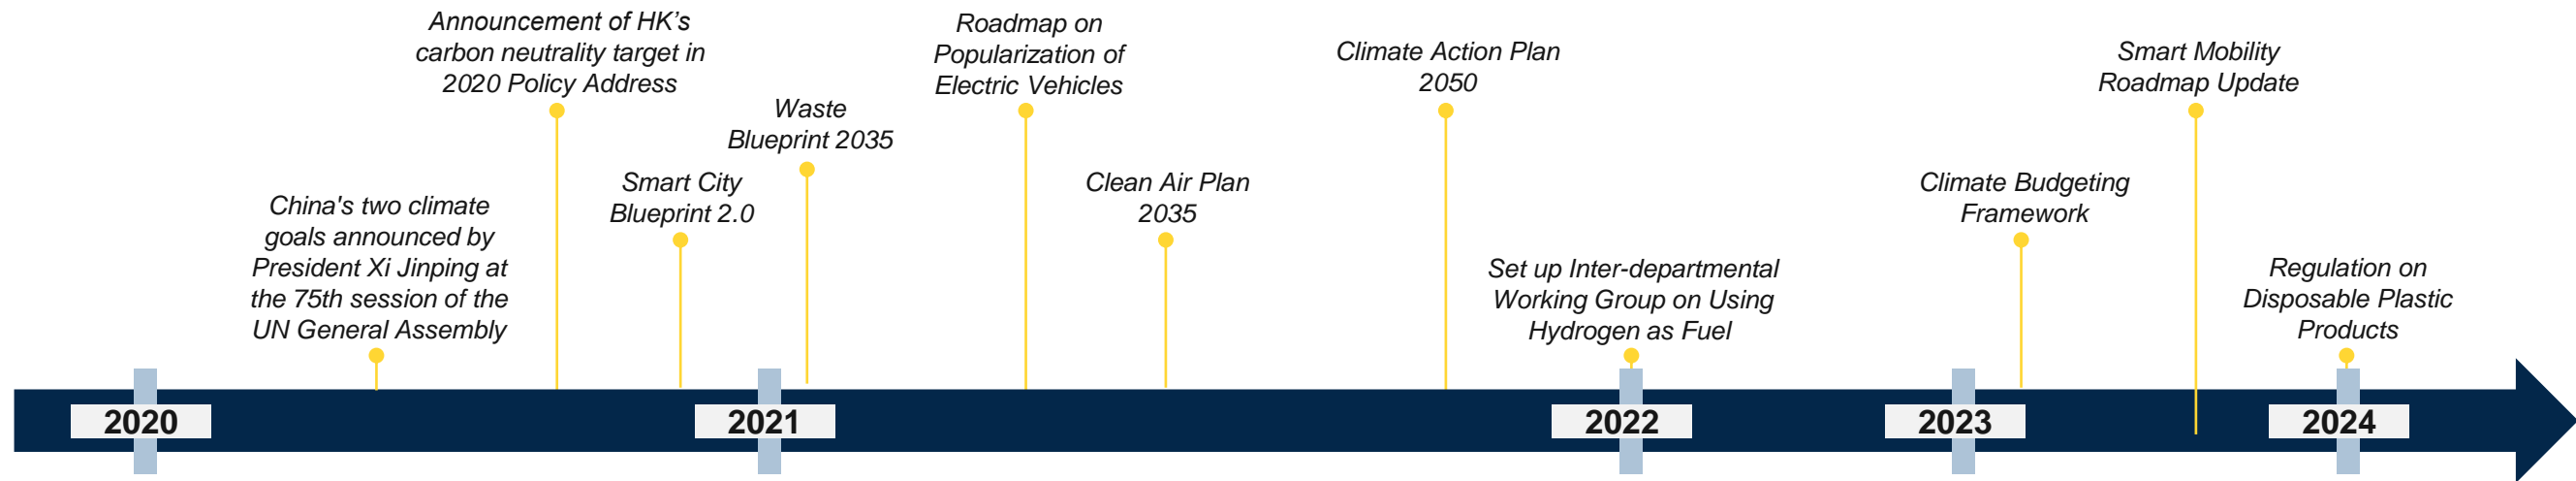 Announcement of HK’s
carbon neutrality target in
2020 Policy Address
Roadmap on
Popularization of
Electric Vehicles
Climate Action Plan
2050
Smart Mobility
Roadmap Update
Waste
Blueprint 2035
Smart City
Blueprint 2.0
Clean Air Plan
2035
Climate Budgeting
Framework
China's two climate
goals announced by
President Xi Jinping at
the 75th session of the
UN General Assembly
Set up Inter-departmental
Working Group on Using
Hydrogen as Fuel
Regulation on
Disposable Plastic
Products
2020
2021
2022
2023
2024